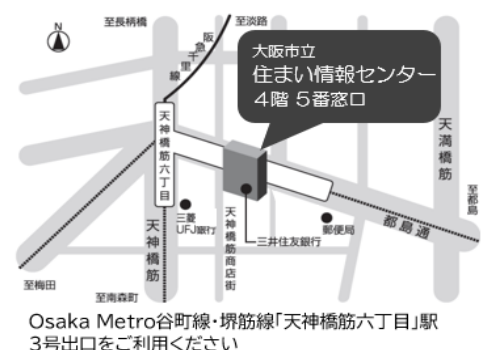 N
至長柄橋
至淡路
阪急千里線
大阪市立
住まい情報センター
4階 5番窓口
天神橋筋六丁目
天満橋筋
至都島
三菱
UFJ銀行
天神橋筋
天神橋筋商店街
三井住友銀行
郵便局
都島通
至梅田
至南森町
Osaka Metro谷町線・堺筋線「天神橋筋六丁目」駅
3号出口をご利用ください